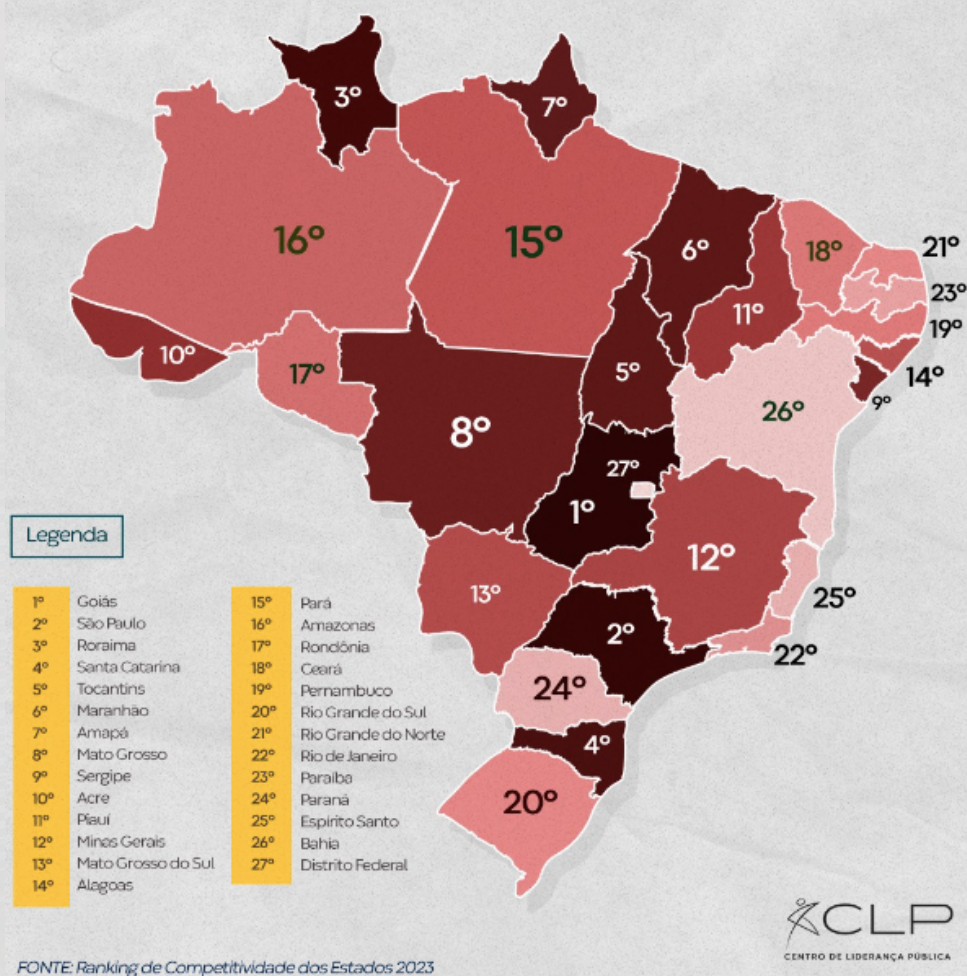 3º
7º
16º
15º
6º
18º
21º
23º
19º
14º
9º
11º
10º
17º
5º
26º
8º
27º
1º
12º
13º
25º
2º
22º
24º
4º
20º
Legenda
1º Goiás
2º São Paulo
3º Roraima
4º Santa Catarina
5º Tocantins
6º Maranhão
7º Amapá
8º Mato Grosso
9º Sergipe
10º Acre
11º Piauí
12º Minas Gerais
13º Mato Grosso do Sul
14º Alagoas
15º Pará
16º Amazonas
17º Rondônia
18º Ceará
19º Pernambuco
20º Rio Grande do Sul
21º Rio Grande do Norte
22º Rio de Janeiro
23º Paraíba
24º Paraná
25º Espírito Santo
26º Bahia
27º Distrito Federal
CLP
CENTRO DE LIDERANÇA PÚBLICA
FONTE: Ranking de Competitividade dos Estados 2023